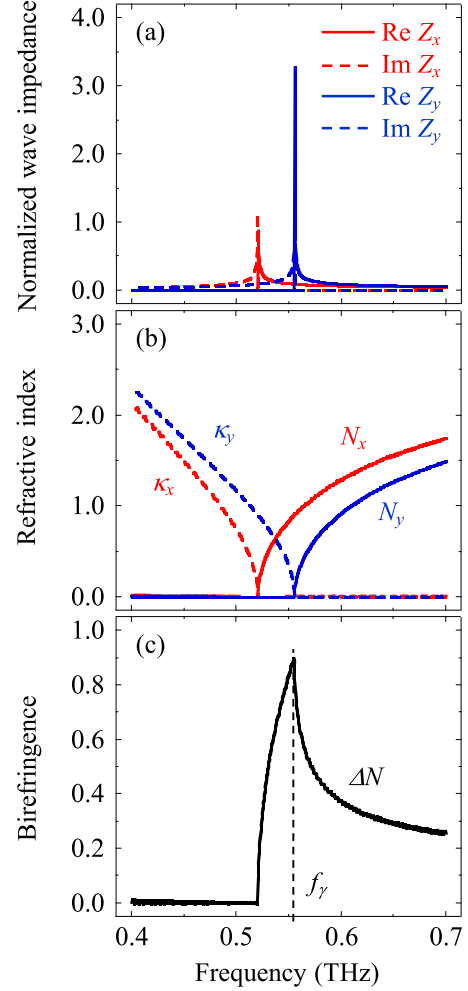 (a)
Re Zx
Im Zx
Re Zy
Im Zy
Normalized wave impedance
4.0
3.0
2.0
1.0
0.0
(b)
κy
κx
Nx
Ny
Refractive index
3.0
2.0
1.0
0.0
(c)
ΔN
fγ
Birefringence
1.0
0.8
0.6
0.4
0.2
0.0
0.4
0.5
0.6
0.7
Frequency (THz)